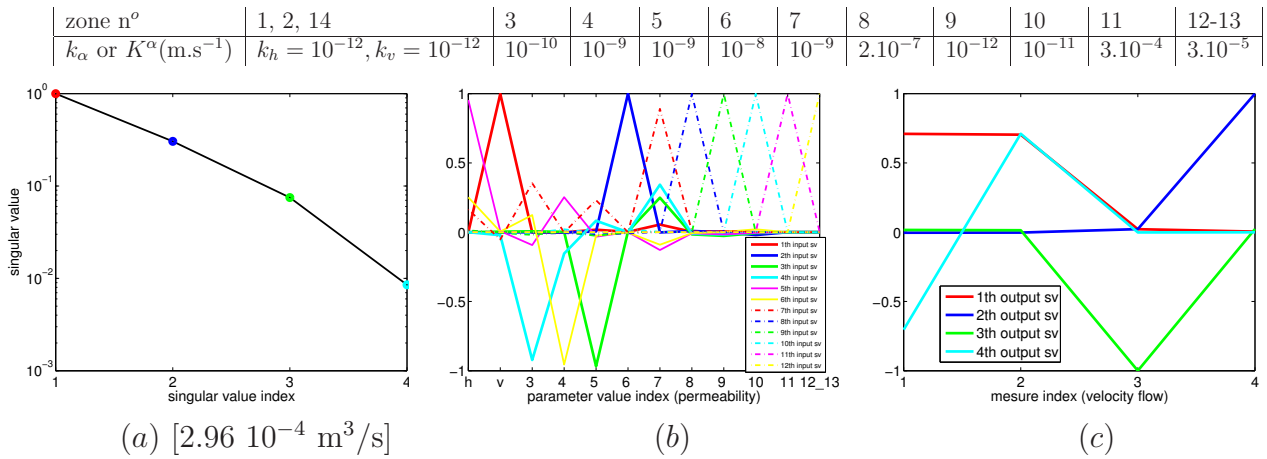 zone nº 1, 2, 14 3 4 5 6 7 8 9 10 11 12-13
kα or Kᵅ(m.s⁻¹) kₕ = 10⁻¹², kᵥ = 10⁻¹² 10⁻¹⁰ 10⁻⁹ 10⁻⁹ 10⁻⁸ 10⁻⁹ 2.10⁻⁷ 10⁻¹² 10⁻¹¹ 3.10⁻⁴ 3.10⁻⁵
10⁰
10⁻¹
10⁻²
10⁻³
singular value
1 2 3 4
singular value index
(a) [2.96 10⁻⁴ m³/s]
1
0.5
0
−0.5
−1
1th input sv
2th input sv
3th input sv
4th input sv
5th input sv
6th input sv
7th input sv
8th input sv
9th input sv
10th input sv
11th input sv
12th input sv
h v 3 4 5 6 7 8 9 10 11 12_13
parameter value index (permeability)
(b)
1
0.5
0
−0.5
−1
1th output sv
2th output sv
3th output sv
4th output sv
1 2 3 4
mesure index (velocity flow)
(c)